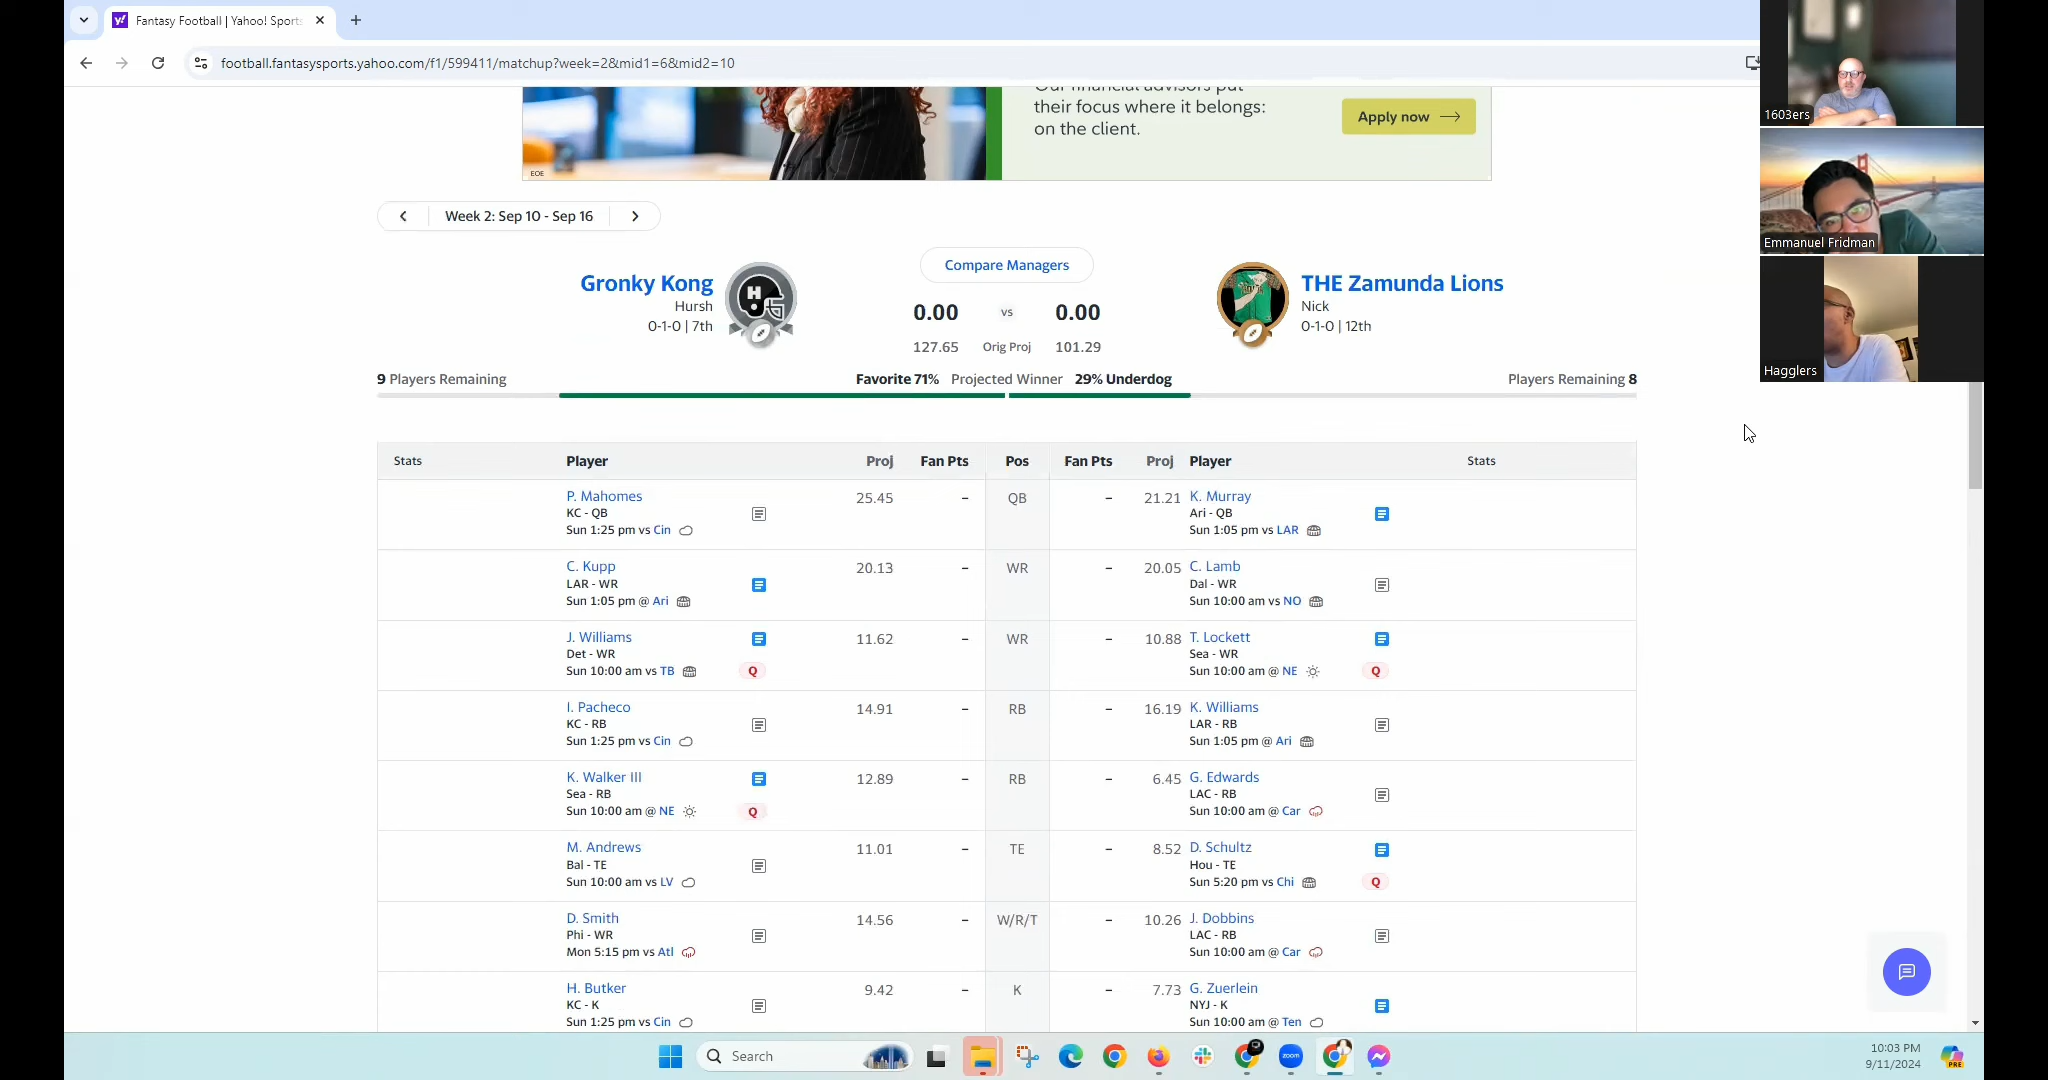 Fantasy Football | Yahoo! Sports
football.fantasysports.yahoo.com/f1/599411/matchup?week=2&mid1=6&mid2=10
Our financial advisors put
their focus where it belongs:
on the client.
Apply now
EOE
1603ers
Emmanuel Fridman
Hagglers
Week 2: Sep 10 - Sep 16
Compare Managers
Gronky Kong
Hursh
0-1-0 | 7th
H
0.00 vs 0.00
127.65 Orig Proj 101.29
THE Zamunda Lions
Nick
0-1-0 | 12th
9 Players Remaining
Favorite 71% Projected Winner 29% Underdog
Players Remaining 8
Stats Player Proj Fan Pts Pos Fan Pts Proj Player Stats
P. Mahomes 25.45 – QB – 21.21 K. Murray
KC - QB Ari - QB
Sun 1:25 pm vs Cin Sun 1:05 pm vs LAR
C. Kupp 20.13 – WR – 20.05 C. Lamb
LAR - WR Dal - WR
Sun 1:05 pm @ Ari Sun 10:00 am vs NO
J. Williams 11.62 – WR – 10.88 T. Lockett
Det - WR Sea - WR
Sun 10:00 am vs TB Q Sun 10:00 am @ NE Q
I. Pacheco 14.91 – RB – 16.19 K. Williams
KC - RB LAR - RB
Sun 1:25 pm vs Cin Sun 1:05 pm @ Ari
K. Walker III 12.89 – RB – 6.45 G. Edwards
Sea - RB LAC - RB
Sun 10:00 am @ NE Q Sun 10:00 am @ Car
M. Andrews 11.01 – TE – 8.52 D. Schultz
Bal - TE Hou - TE
Sun 10:00 am vs LV Sun 5:20 pm vs Chi Q
D. Smith 14.56 – W/R/T – 10.26 J. Dobbins
Phi - WR LAC - RB
Mon 5:15 pm vs Atl Sun 10:00 am @ Car
H. Butker 9.42 – K – 7.73 G. Zuerlein
KC - K NYJ - K
Sun 1:25 pm vs Cin Sun 10:00 am @ Ten
Search
zoom
10:03 PM
9/11/2024
PRE